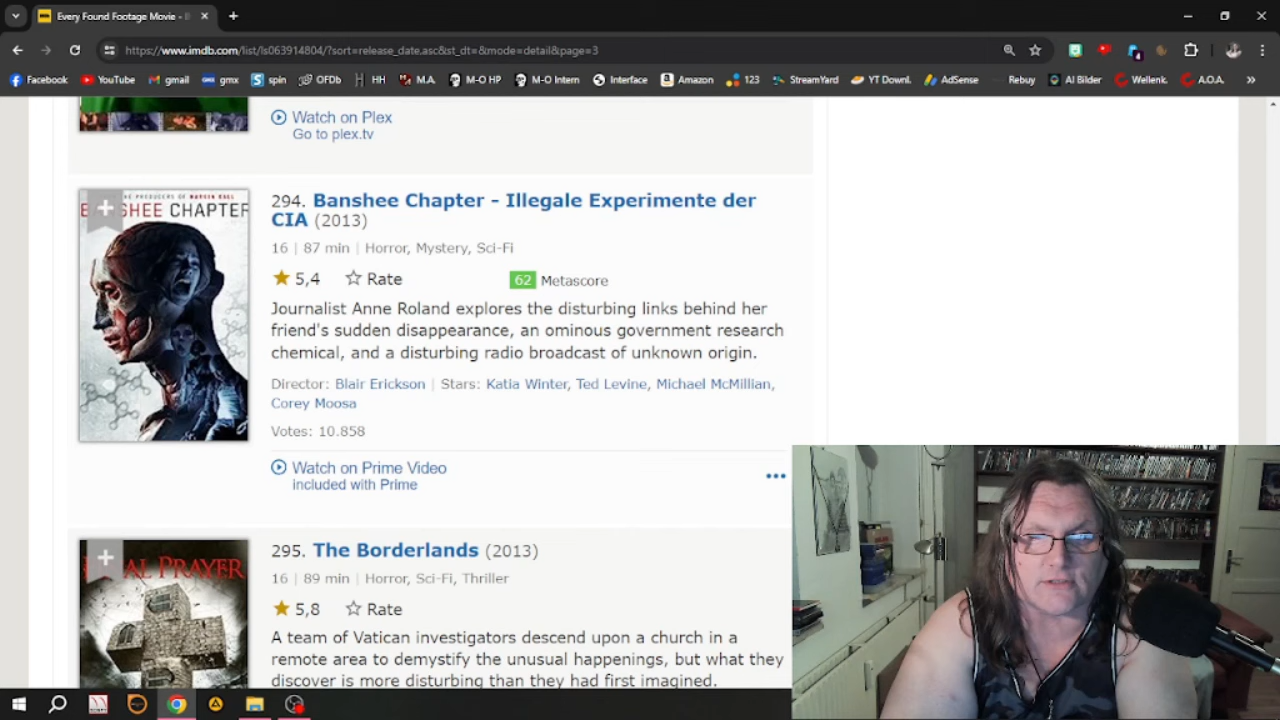 Every Found Footage Movie - I
https://www.imdb.com/list/ls063914804/?sort=release_date.asc&st_dt=&mode=detail&page=3
Facebook YouTube gmail gmx spin OFDb HH M.A. M-O HP M-O Intern Interface Amazon 123 StreamYard YT Downl. AdSense Rebuy AI Bilder Wellenk. A.O.A. »
Watch on Plex
Go to plex.tv
CHAPTER
294. Banshee Chapter - Illegale Experimente der
CIA (2013)
16 | 87 min | Horror, Mystery, Sci-Fi
5,4 Rate 62 Metascore
Journalist Anne Roland explores the disturbing links behind her
friend's sudden disappearance, an ominous government research
chemical, and a disturbing radio broadcast of unknown origin.
Director: Blair Erickson | Stars: Katia Winter, Ted Levine, Michael McMillian,
Corey Moosa
Votes: 10.858
Watch on Prime Video
included with Prime
PRAYER
295. The Borderlands (2013)
16 | 89 min | Horror, Sci-Fi, Thriller
5,8 Rate
A team of Vatican investigators descend upon a church in a
remote area to demystify the unusual happenings, but what they
discover is more disturbing than they had first imagined.